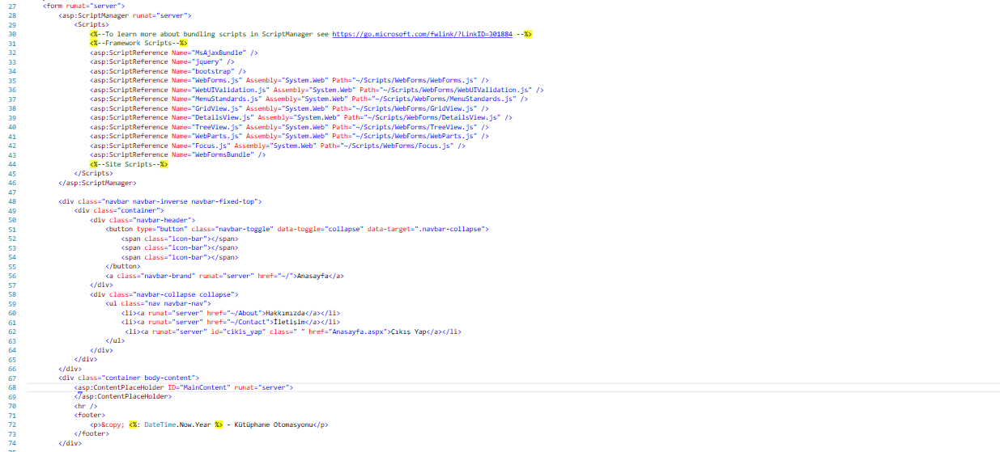 27 <form runat="server">
28 <asp:ScriptManager runat="server">
29 <Scripts>
30 <%--To learn more about bundling scripts in ScriptManager see https://go.microsoft.com/fwlink/?LinkID=301884 --%>
31 <%--Framework Scripts--%>
32 <asp:ScriptReference Name="MsAjaxBundle" />
33 <asp:ScriptReference Name="jquery" />
34 <asp:ScriptReference Name="bootstrap" />
35 <asp:ScriptReference Name="WebForms.js" Assembly="System.Web" Path="~/Scripts/WebForms/WebForms.js" />
36 <asp:ScriptReference Name="WebUIValidation.js" Assembly="System.Web" Path="~/Scripts/WebForms/WebUIValidation.js" />
37 <asp:ScriptReference Name="MenuStandards.js" Assembly="System.Web" Path="~/Scripts/WebForms/MenuStandards.js" />
38 <asp:ScriptReference Name="GridView.js" Assembly="System.Web" Path="~/Scripts/WebForms/GridView.js" />
39 <asp:ScriptReference Name="DetailsView.js" Assembly="System.Web" Path="~/Scripts/WebForms/DetailsView.js" />
40 <asp:ScriptReference Name="TreeView.js" Assembly="System.Web" Path="~/Scripts/WebForms/TreeView.js" />
41 <asp:ScriptReference Name="WebParts.js" Assembly="System.Web" Path="~/Scripts/WebForms/WebParts.js" />
42 <asp:ScriptReference Name="Focus.js" Assembly="System.Web" Path="~/Scripts/WebForms/Focus.js" />
43 <asp:ScriptReference Name="WebFormsBundle" />
44 <%--Site Scripts--%>
45 </Scripts>
46 </asp:ScriptManager>
47
48 <div class="navbar navbar-inverse navbar-fixed-top">
49 <div class="container">
50 <div class="navbar-header">
51 <button type="button" class="navbar-toggle" data-toggle="collapse" data-target=".navbar-collapse">
52 <span class="icon-bar"></span>
53 <span class="icon-bar"></span>
54 <span class="icon-bar"></span>
55 </button>
56 <a class="navbar-brand" runat="server" href="~/">Anasayfa</a>
57 </div>
58 <div class="navbar-collapse collapse">
59 <ul class="nav navbar-nav">
60 <li><a runat="server" href="~/About">Hakkımızda</a></li>
61 <li><a runat="server" href="~/Contact">İletişim</a></li>
62 <li><a runat="server" id="cikis_yap" class=" " href="Anasayfa.aspx">Çıkış Yap</a></li>
63 </ul>
64 </div>
65 </div>
66 </div>
67 <div class="container body-content">
68 <asp:ContentPlaceHolder ID="MainContent" runat="server">
69 </asp:ContentPlaceHolder>
70 <hr />
71 <footer>
72 <p>&copy; <%: DateTime.Now.Year %> - Kütüphane Otomasyonu</p>
73 </footer>
74 </div>